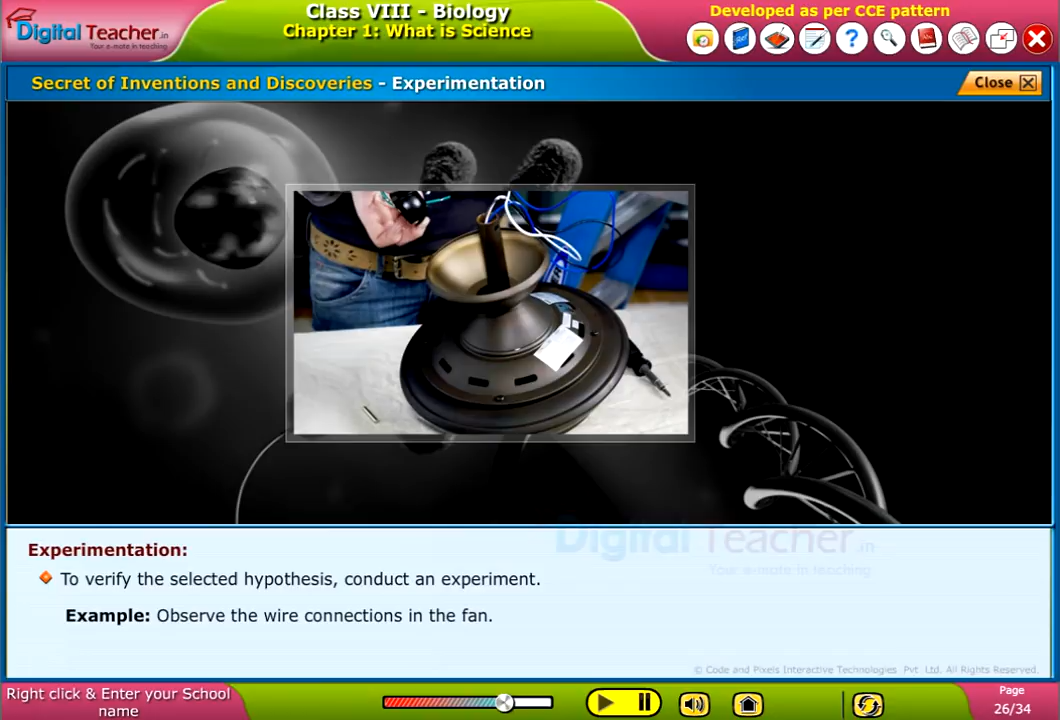 Class VIII - Biology
Chapter 1: What is Science
Developed as per CCE pattern
Digital Teacher.in
Your e-mate in teaching
Secret of Inventions and Discoveries - Experimentation
Close
Experimentation:
To verify the selected hypothesis, conduct an experiment.
Example: Observe the wire connections in the fan.
Digital Teacher.in
Your e-mate in teaching
© Code and Pixels Interactive Technologies Pvt. Ltd. All Rights Reserved.
Right click & Enter your School
name
Page
26/34